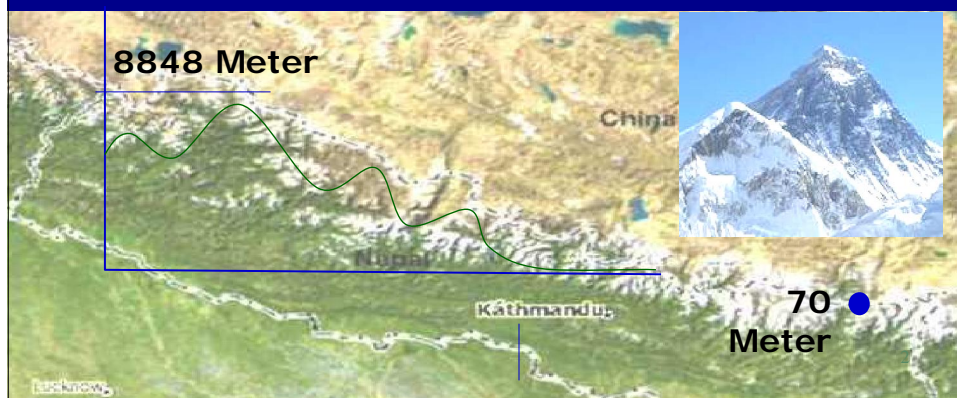 8848 Meter
China
Nepal
Kathmandu
70
Meter
Lucknow